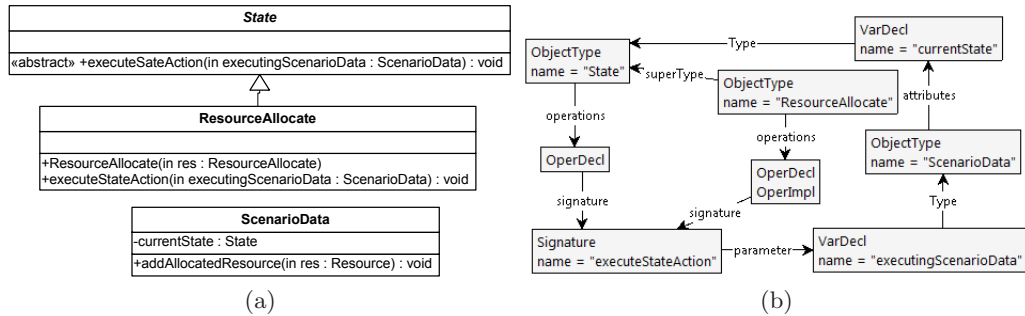 State
«abstract» +executeSateAction(in executingScenarioData : ScenarioData) : void
ResourceAllocate
+ResourceAllocate(in res : ResourceAllocate)
+executeStateAction(in executingScenarioData : ScenarioData) : void
ScenarioData
-currentState : State
+addAllocatedResource(in res : Resource) : void
(a)
VarDecl
name = "currentState"
Type
ObjectType
name = "State"
superType
ObjectType
name = "ResourceAllocate"
attributes
operations
operations
ObjectType
name = "ScenarioData"
OperDecl
OperDecl
OperImpl
signature
signature
Type
Signature
name = "executeStateAction"
parameter
VarDecl
name = "executingScenarioData"
(b)